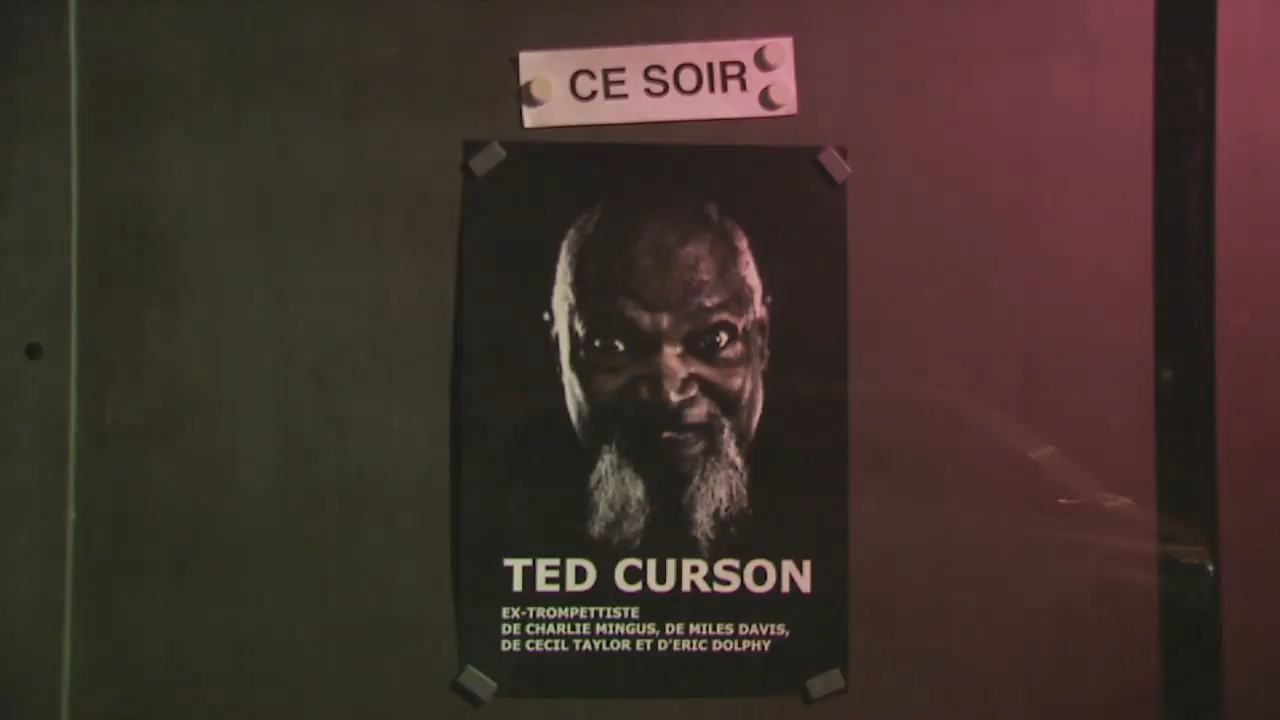 CE SOIR
TED CURSON
EX-TROMPETTISTE
DE CHARLIE MINGUS, DE MILES DAVIS,
DE CECIL TAYLOR ET D'ERIC DOLPHY